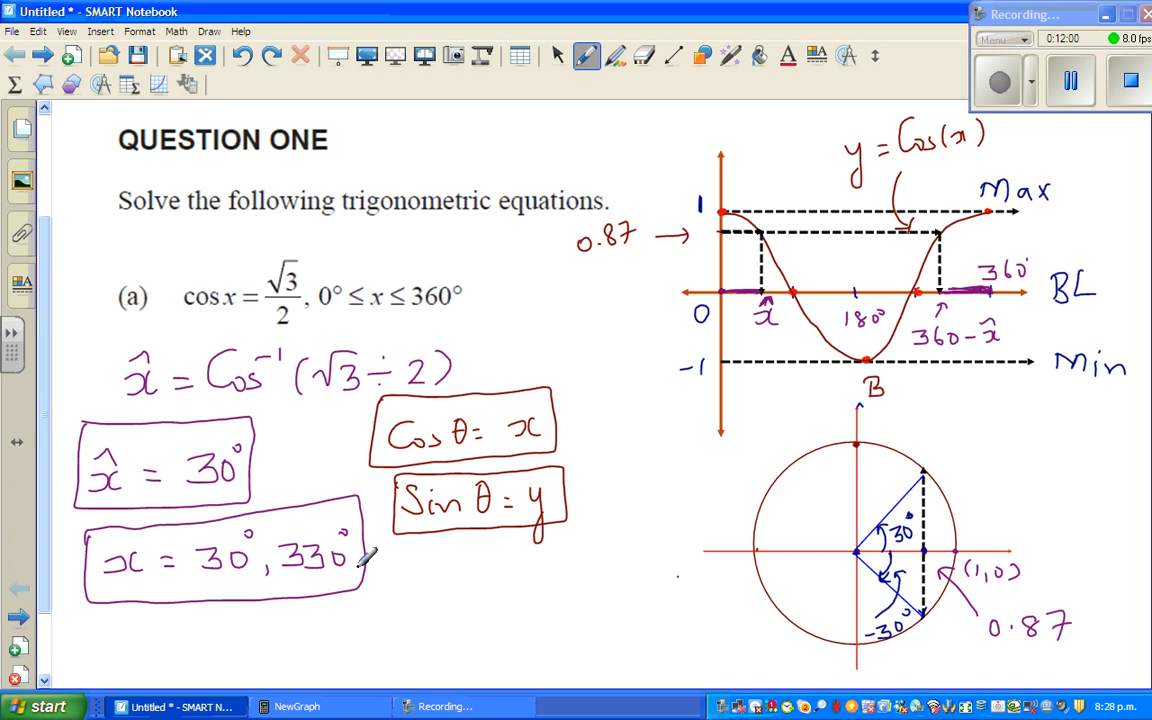 Untitled * - SMART Notebook
File Edit View Insert Format Math Draw Help
Recording...
Menu
0:12:00
8.0 fps
QUESTION ONE
Solve the following trigonometric equations.
(a) cos x = √3/2, 0° ≤ x ≤ 360°
x̂ = Cos⁻¹ (√3 ÷ 2)
x̂ = 30°
x = 30°, 330°
Cos θ = x
Sin θ = y
y = Cos(x)
1
Max
0.87 →
360°
BL
0
x̂
180°
360 - x̂
-1
Min
B
30°
(1,0)
-30°
0.87
start
Untitled * - SMART N...
NewGraph
Recording...
8:28 p.m.